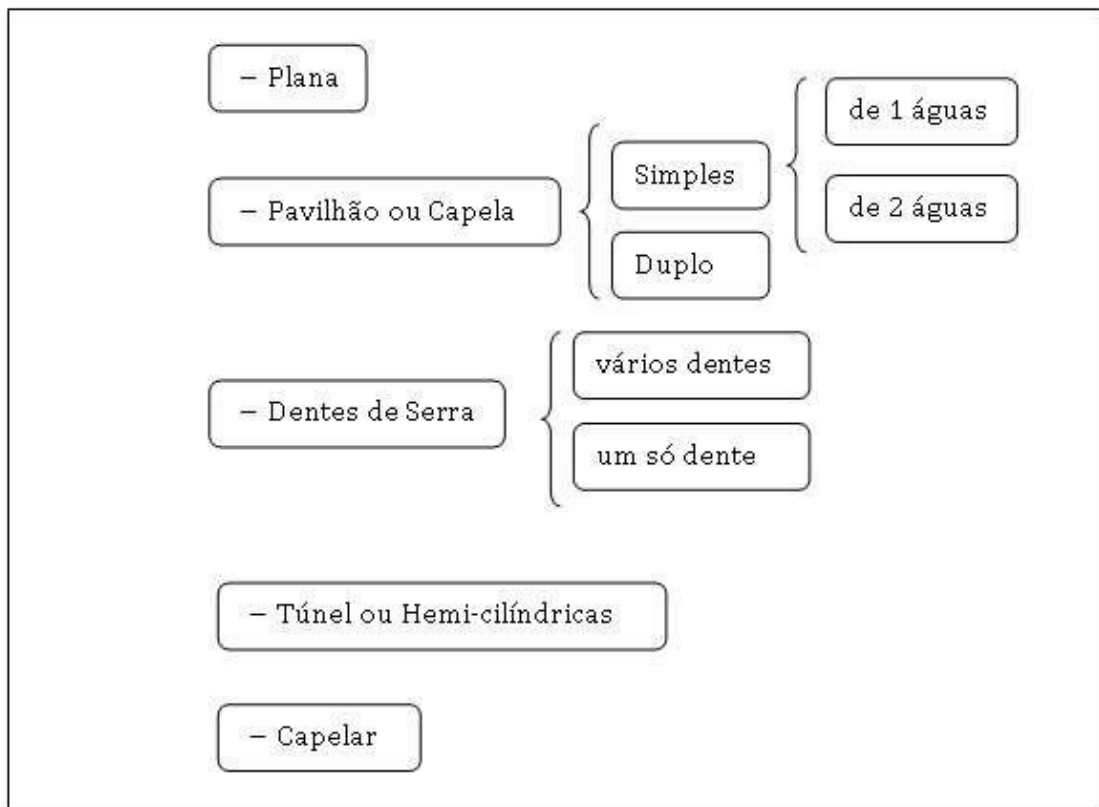 – Plana
– Pavilhão ou Capela
Simples
de 1 águas
de 2 águas
Duplo
– Dentes de Serra
vários dentes
um só dente
– Túnel ou Hemi-cilíndricas
– Capelar